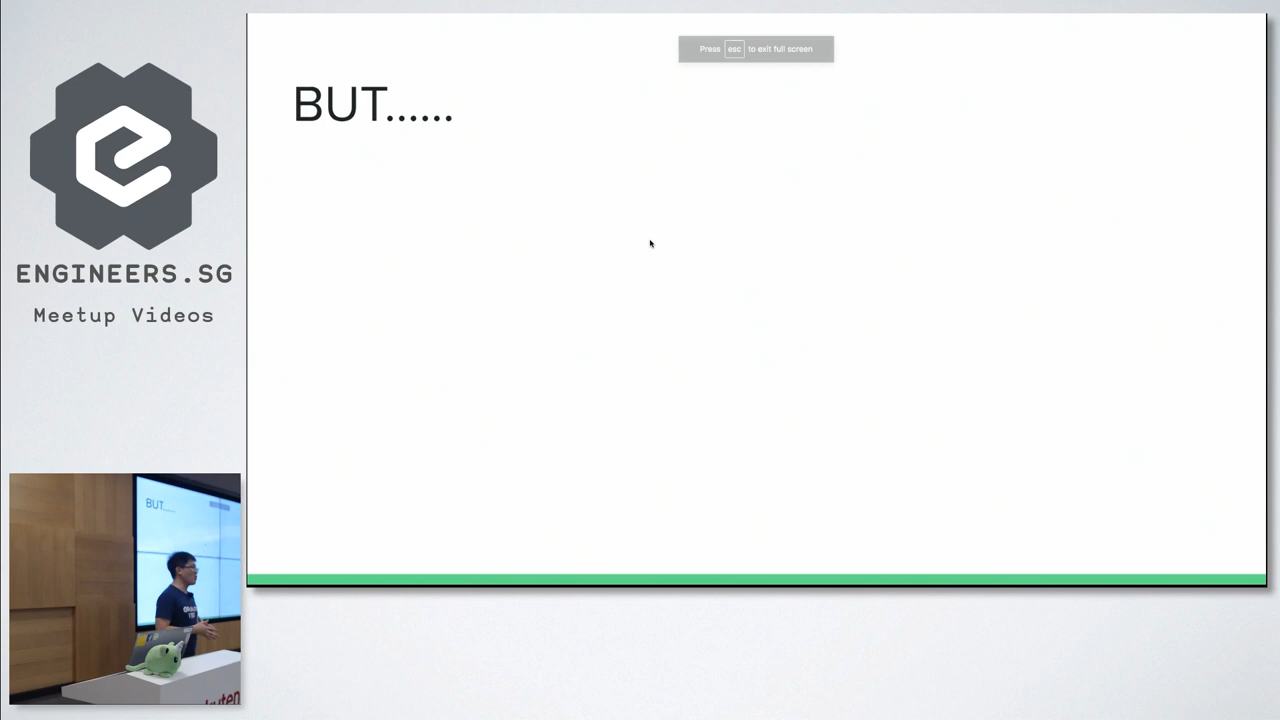 Press esc to exit full screen
BUT......
ENGINEERS.SG
Meetup Videos
BUT......